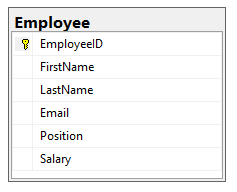 Employee
EmployeeID
FirstName
LastName
Email
Position
Salary